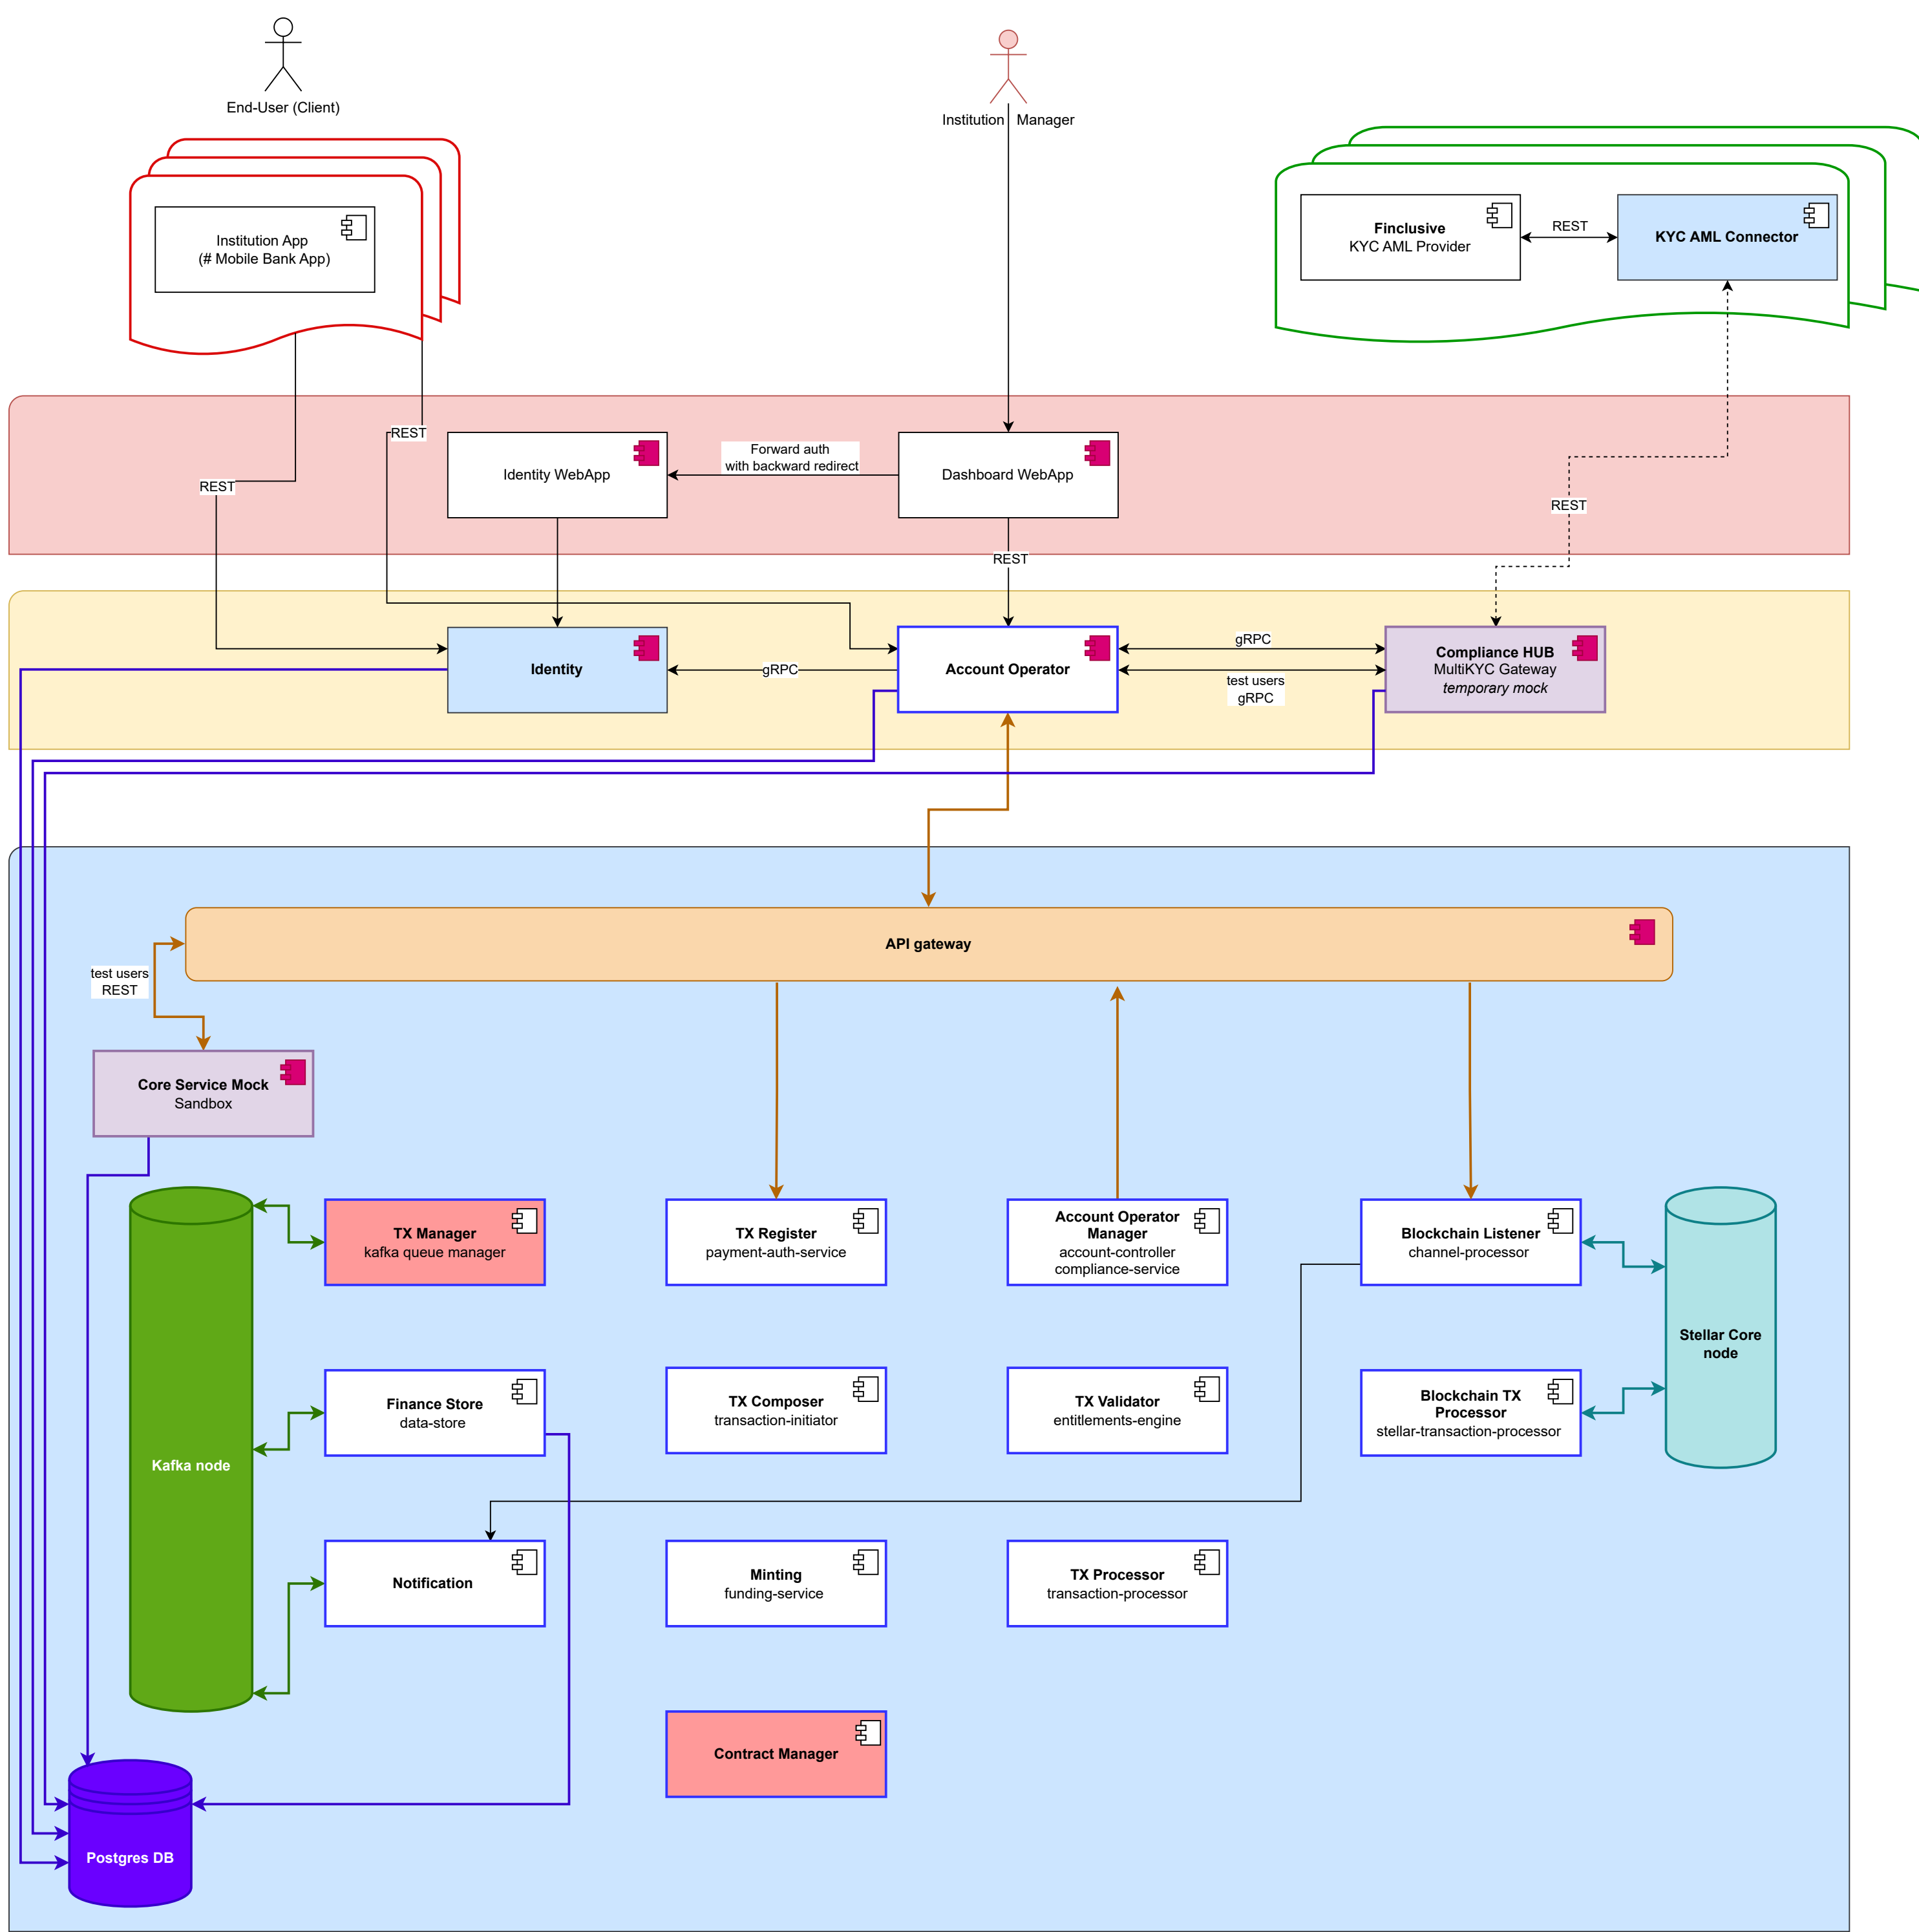 End-User (Client)
Institution Manager
Institution App
(# Mobile Bank App)
Finclusive
KYC AML Provider
REST
KYC AML Connector
REST
REST
Identity WebApp
Forward auth
with backward redirect
Dashboard WebApp
REST
REST
Identity
gRPC
Account Operator
gRPC
test users
gRPC
Compliance HUB
MultiKYC Gateway
temporary mock
API gateway
test users
REST
Core Service Mock
Sandbox
TX Manager
kafka queue manager
TX Register
payment-auth-service
Account Operator
Manager
account-controller
compliance-service
Blockchain Listener
channel-processor
Stellar Core
node
Finance Store
data-store
TX Composer
transaction-initiator
TX Validator
entitlements-engine
Blockchain TX
Processor
stellar-transaction-processor
Kafka node
Notification
Minting
funding-service
TX Processor
transaction-processor
Contract Manager
Postgres DB